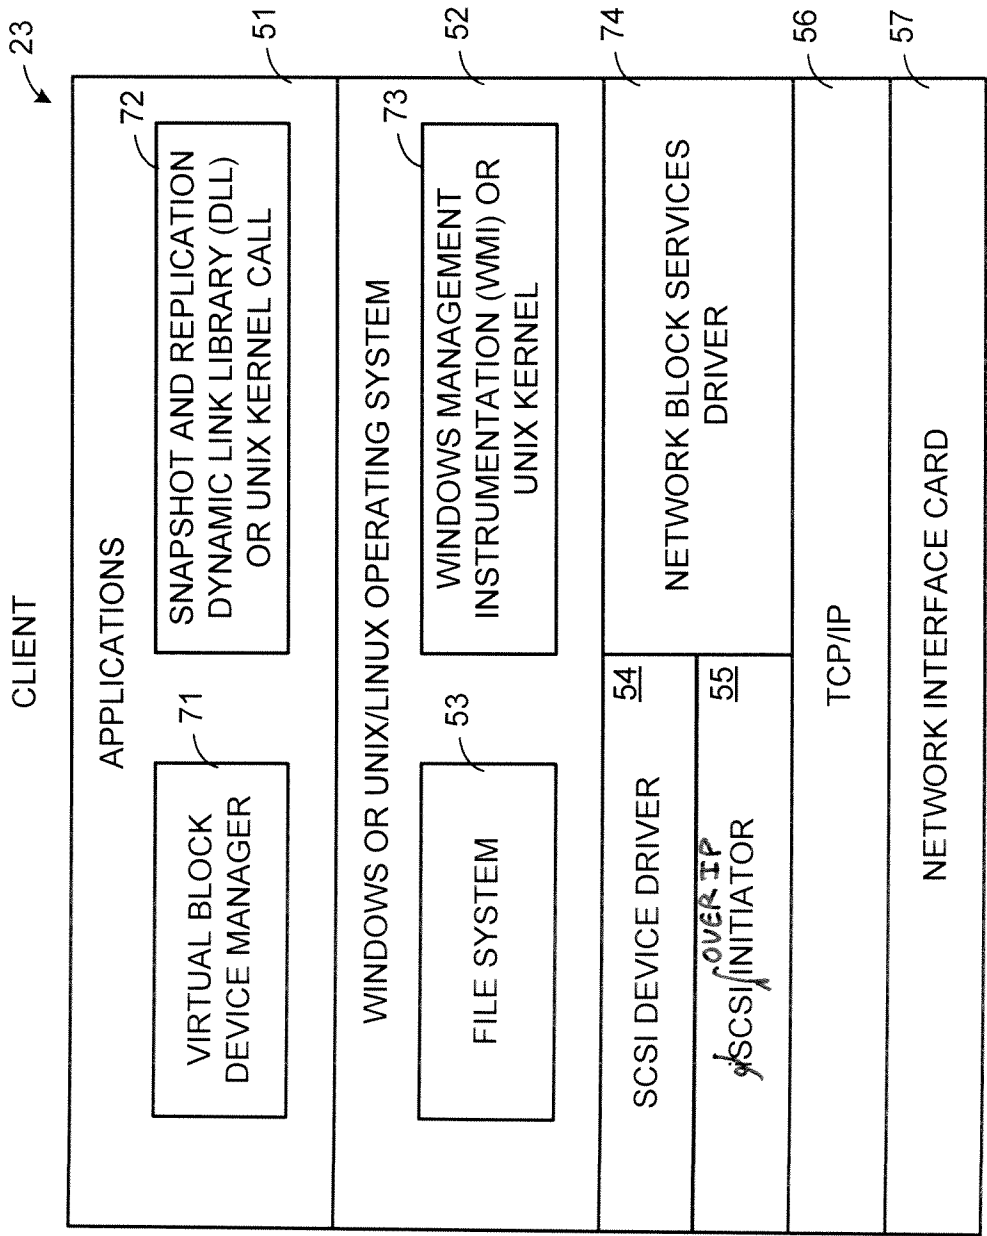 CLIENT
23
APPLICATIONS
51
71
VIRTUAL BLOCK
DEVICE MANAGER
72
SNAPSHOT AND REPLICATION
DYNAMIC LINK LIBRARY (DLL)
OR UNIX KERNEL CALL
WINDOWS OR UNIX/LINUX OPERATING SYSTEM
52
53
FILE SYSTEM
73
WINDOWS MANAGEMENT
INSTRUMENTATION (WMI) OR
UNIX KERNEL
SCSI DEVICE DRIVER
54
OVER IP
SCSI INITIATOR
55
74
NETWORK BLOCK SERVICES
DRIVER
TCP/IP
56
NETWORK INTERFACE CARD
57